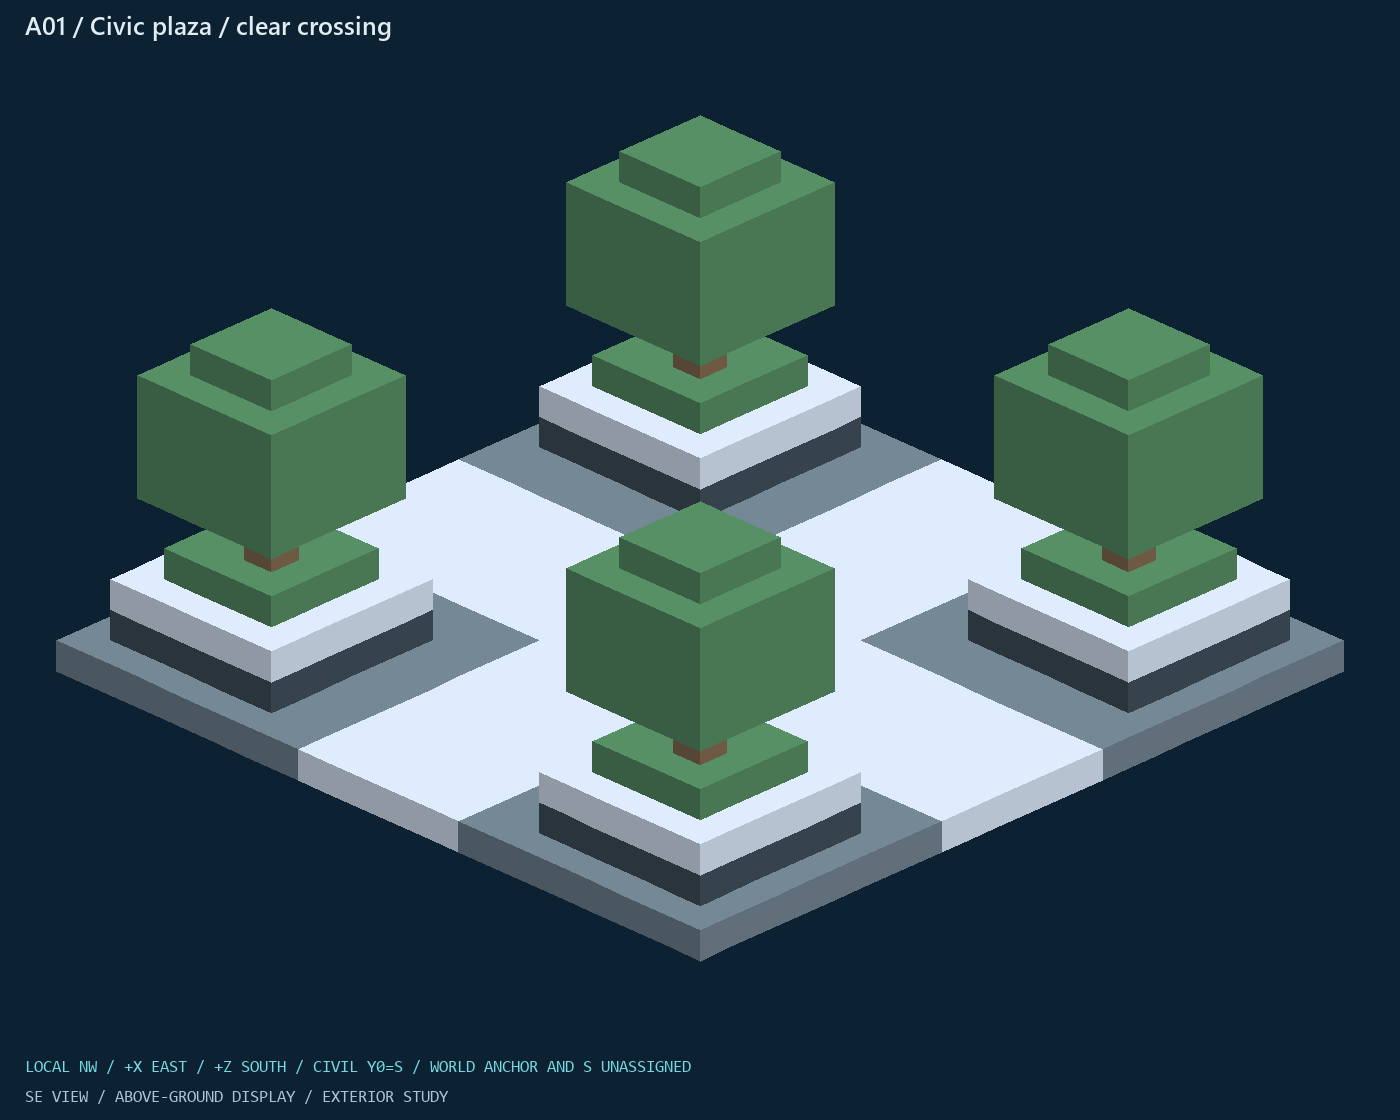 A01 / Civic plaza / clear crossing
LOCAL NW / +X EAST / +Z SOUTH / CIVIL Y0=S / WORLD ANCHOR AND S UNASSIGNED
SE VIEW / ABOVE-GROUND DISPLAY / EXTERIOR STUDY